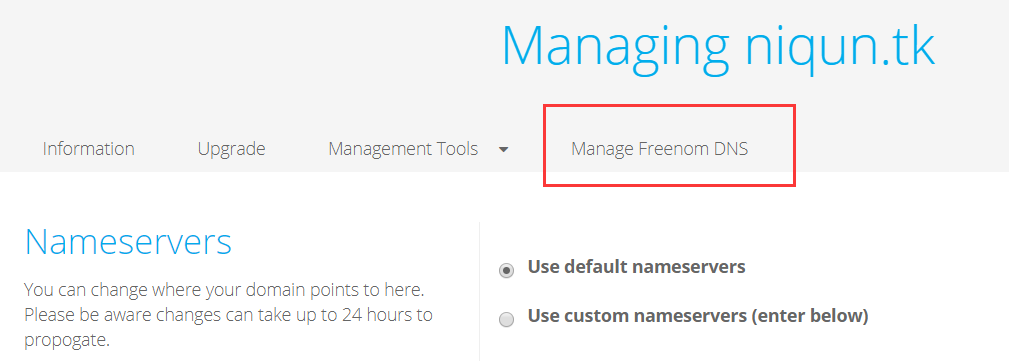 Managing niqun.tk
Information Upgrade Management Tools Manage Freenom DNS
Nameservers
You can change where your domain points to here.
Please be aware changes can take up to 24 hours to
propogate.
Use default nameservers
Use custom nameservers (enter below)